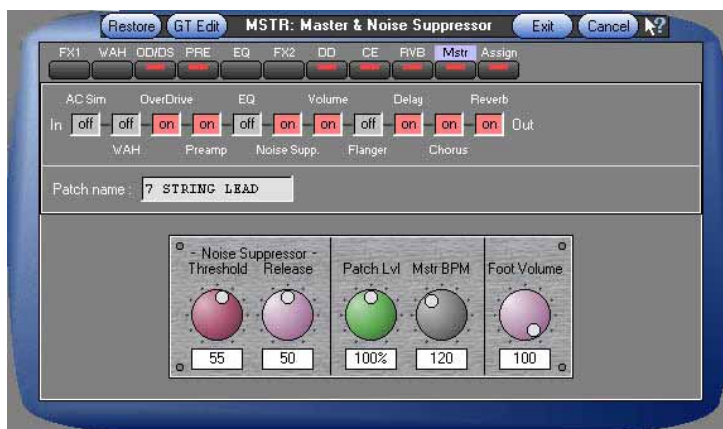 Restore GT Edit MSTR: Master & Noise Suppressor Exit Cancel ?
FX1 WAH OD/DS PRE EQ FX2 DD CE RVB Mstr Assign
AC Sim OverDrive EQ Volume Delay Reverb
In off off on on off on on off on on on Out
WAH Preamp Noise Supp. Flanger Chorus
Patch name : 7 STRING LEAD
- Noise Suppressor -
Threshold Release Patch Lvl Mstr BPM Foot Volume
55 50 100% 120 100